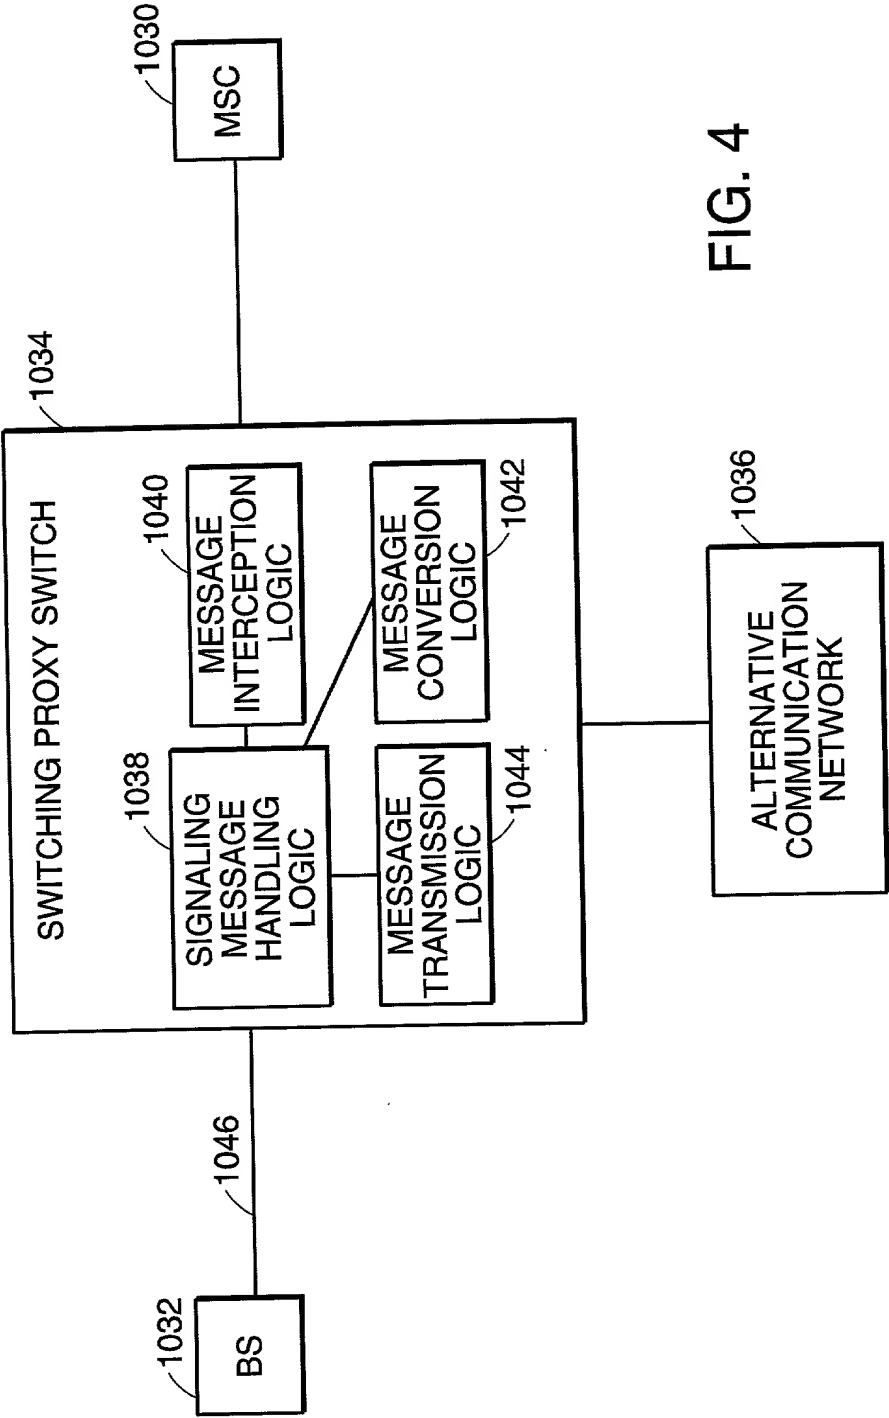 1034
SWITCHING PROXY SWITCH
1032
BS
1046
1038
SIGNALING
MESSAGE
HANDLING
LOGIC
1040
MESSAGE
INTERCEPTION
LOGIC
1030
MSC
MESSAGE
TRANSMISSION
LOGIC
1044
MESSAGE
CONVERSION
LOGIC
1042
1036
ALTERNATIVE
COMMUNICATION
NETWORK
FIG. 4